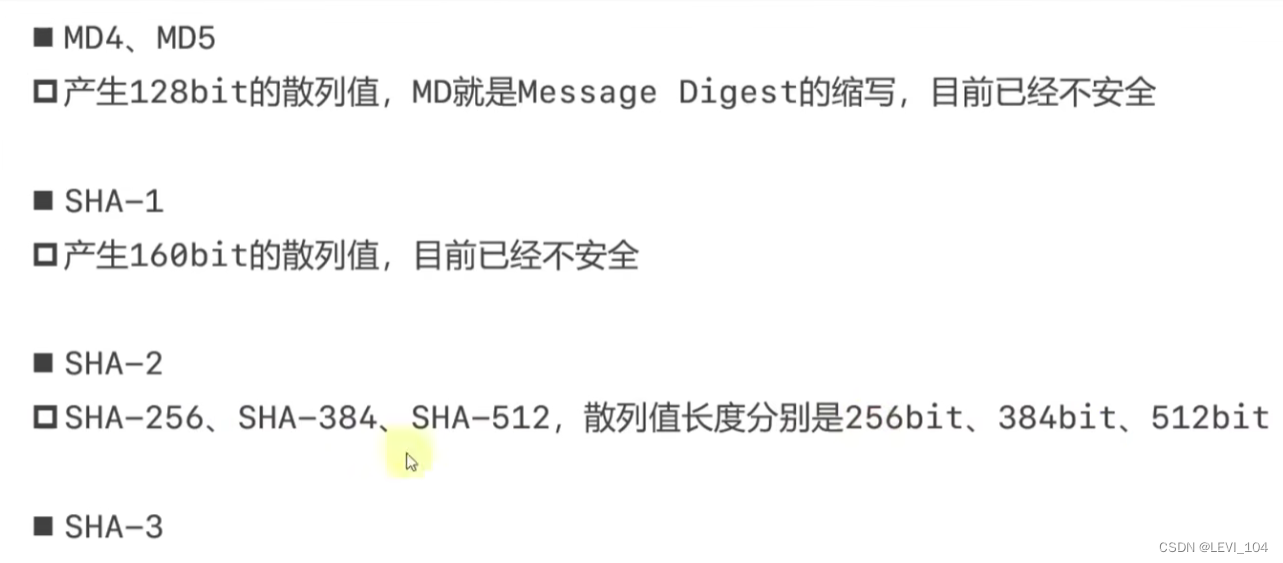 ■ MD4、MD5
□产生128bit的散列值，MD就是Message Digest的缩写，目前已经不安全
■ SHA-1
□产生160bit的散列值，目前已经不安全
■ SHA-2
□SHA-256、SHA-384、SHA-512，散列值长度分别是256bit、384bit、512bit
■ SHA-3
CSDN @LEVI_104